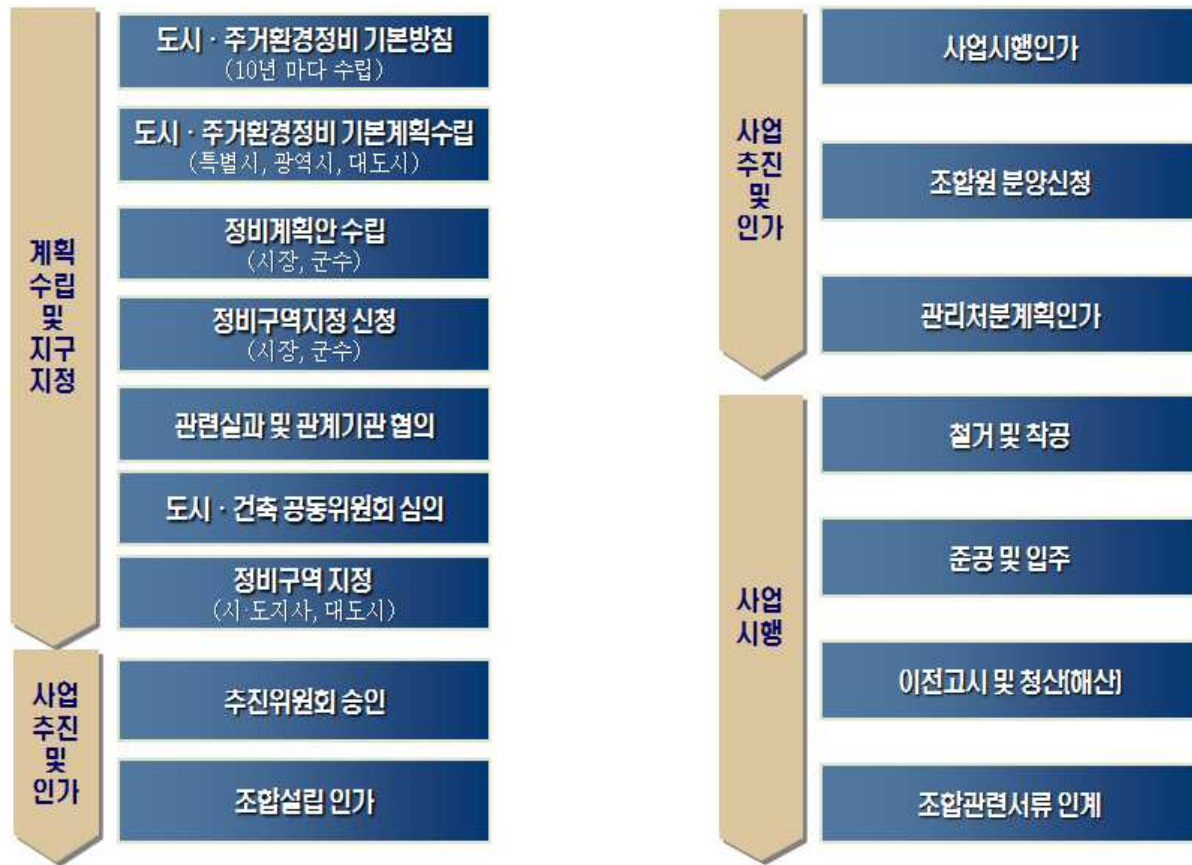 계획
수립
및
지구
지정
도시 · 주거환경정비 기본방침
(10년 마다 수립)
도시 · 주거환경정비 기본계획수립
(특별시, 광역시, 대도시)
정비계획안 수립
(시장, 군수)
정비구역지정 신청
(시장, 군수)
관련실과 및 관계기관 협의
도시 · 건축 공동위원회 심의
정비구역 지정
(시·도지사, 대도시)
사업
추진
및
인가
추진위원회 승인
조합설립 인가
사업
추진
및
인가
사업시행인가
조합원 분양신청
관리처분계획인가
사업
시행
철거 및 착공
준공 및 입주
이전고시 및 청산(해산)
조합관련서류 인계